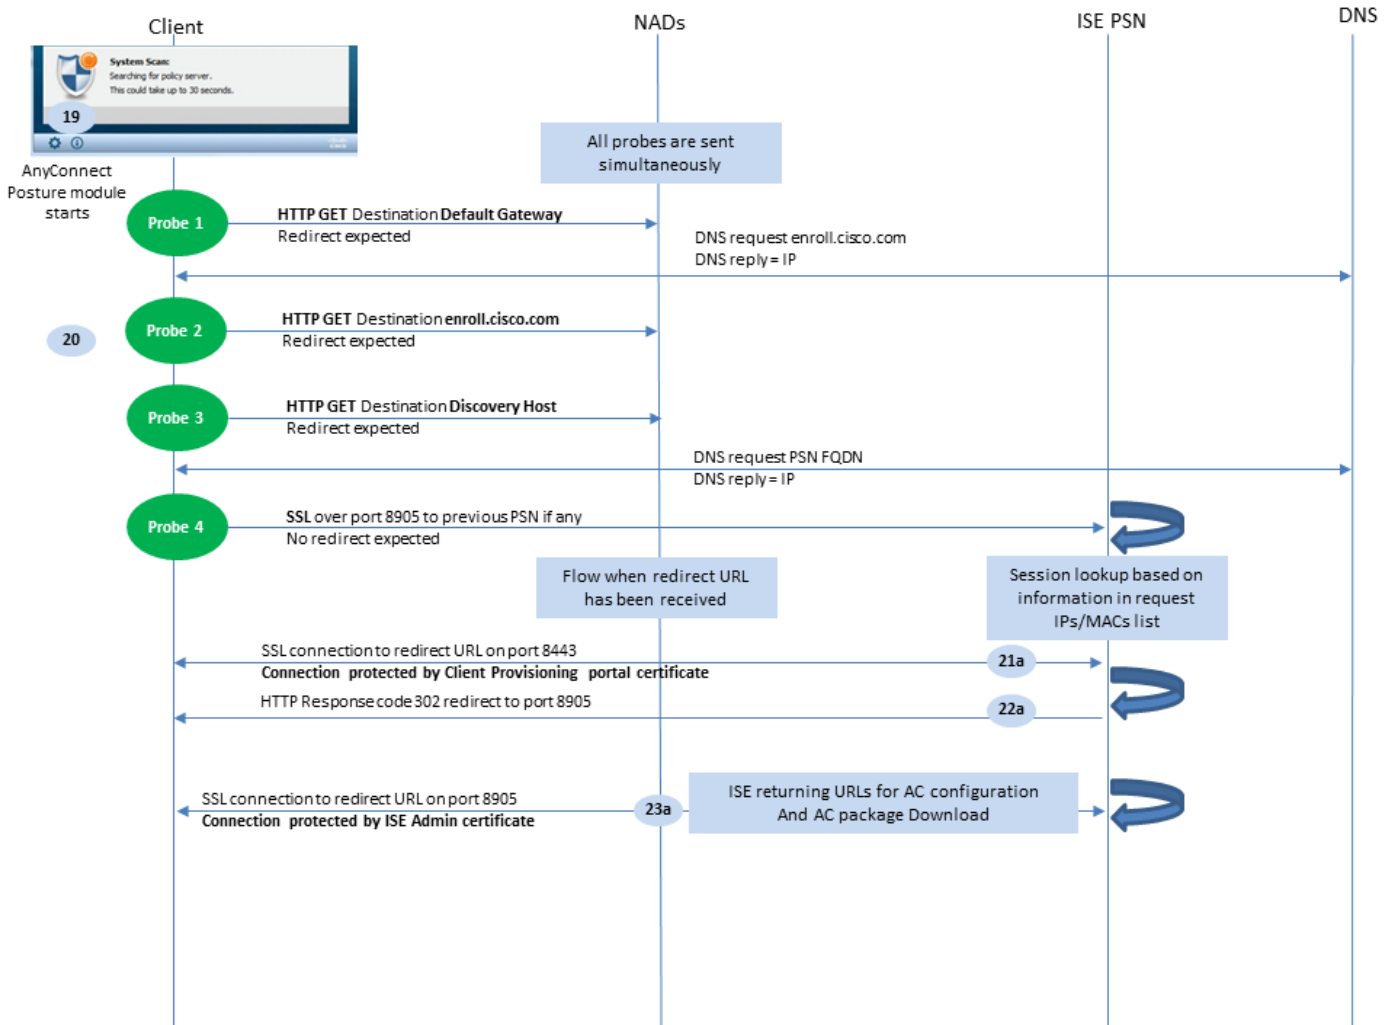 Client
NADs
ISE PSN
DNS
System Scan:
Searching for policy server.
This could take up to 30 seconds.
19
AnyConnect
Posture module
starts
All probes are sent
simultaneously
Probe 1
HTTP GET Destination Default Gateway
Redirect expected
DNS request enroll.cisco.com
DNS reply = IP
20
Probe 2
HTTP GET Destination enroll.cisco.com
Redirect expected
Probe 3
HTTP GET Destination Discovery Host
Redirect expected
DNS request PSN FQDN
DNS reply = IP
Probe 4
SSL over port 8905 to previous PSN if any
No redirect expected
Flow when redirect URL
has been received
Session lookup based on
information in request
IPs/MACs list
SSL connection to redirect URL on port 8443
Connection protected by Client Provisioning portal certificate
21a
HTTP Response code 302 redirect to port 8905
22a
SSL connection to redirect URL on port 8905
Connection protected by ISE Admin certificate
23a
ISE returning URLs for AC configuration
And AC package Download